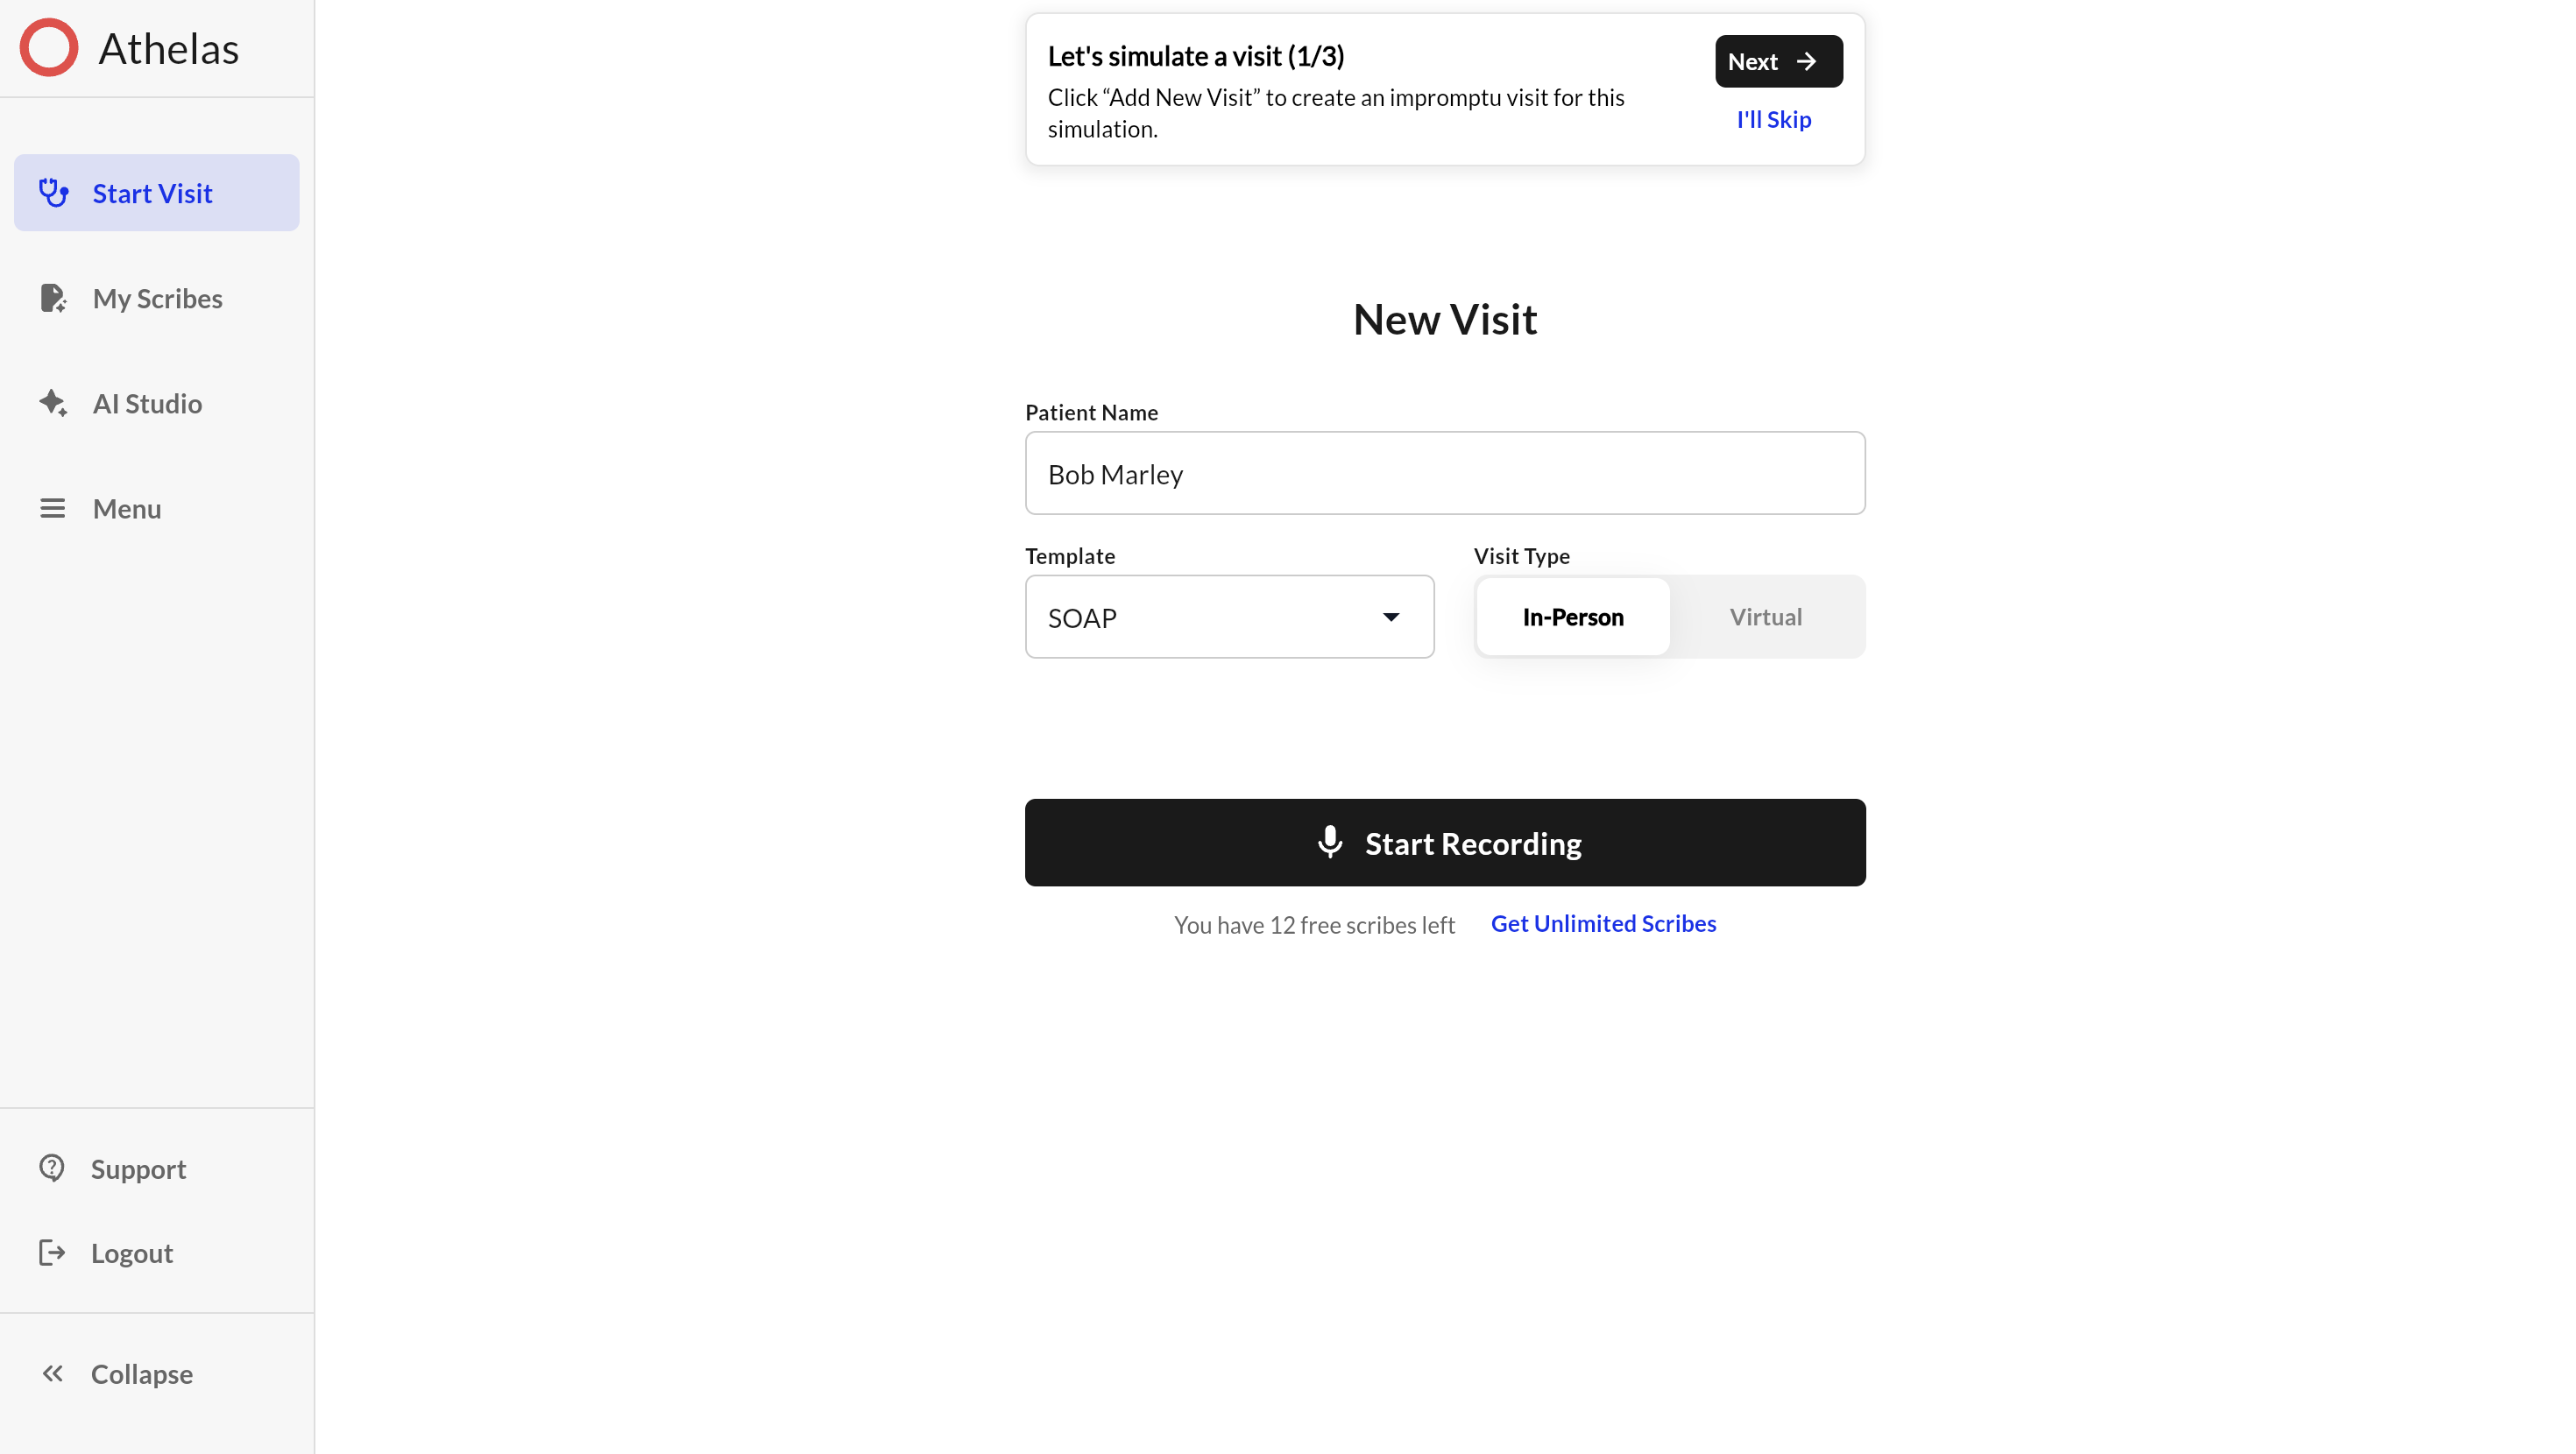 Athelas
Start Visit
My Scribes
AI Studio
Menu
Support
Logout
Collapse
Let's simulate a visit (1/3)
Click “Add New Visit” to create an impromptu visit for this
simulation.
Next
I'll Skip
New Visit
Patient Name
Bob Marley
Template
SOAP
Visit Type
In-Person
Virtual
Start Recording
You have 12 free scribes left
Get Unlimited Scribes